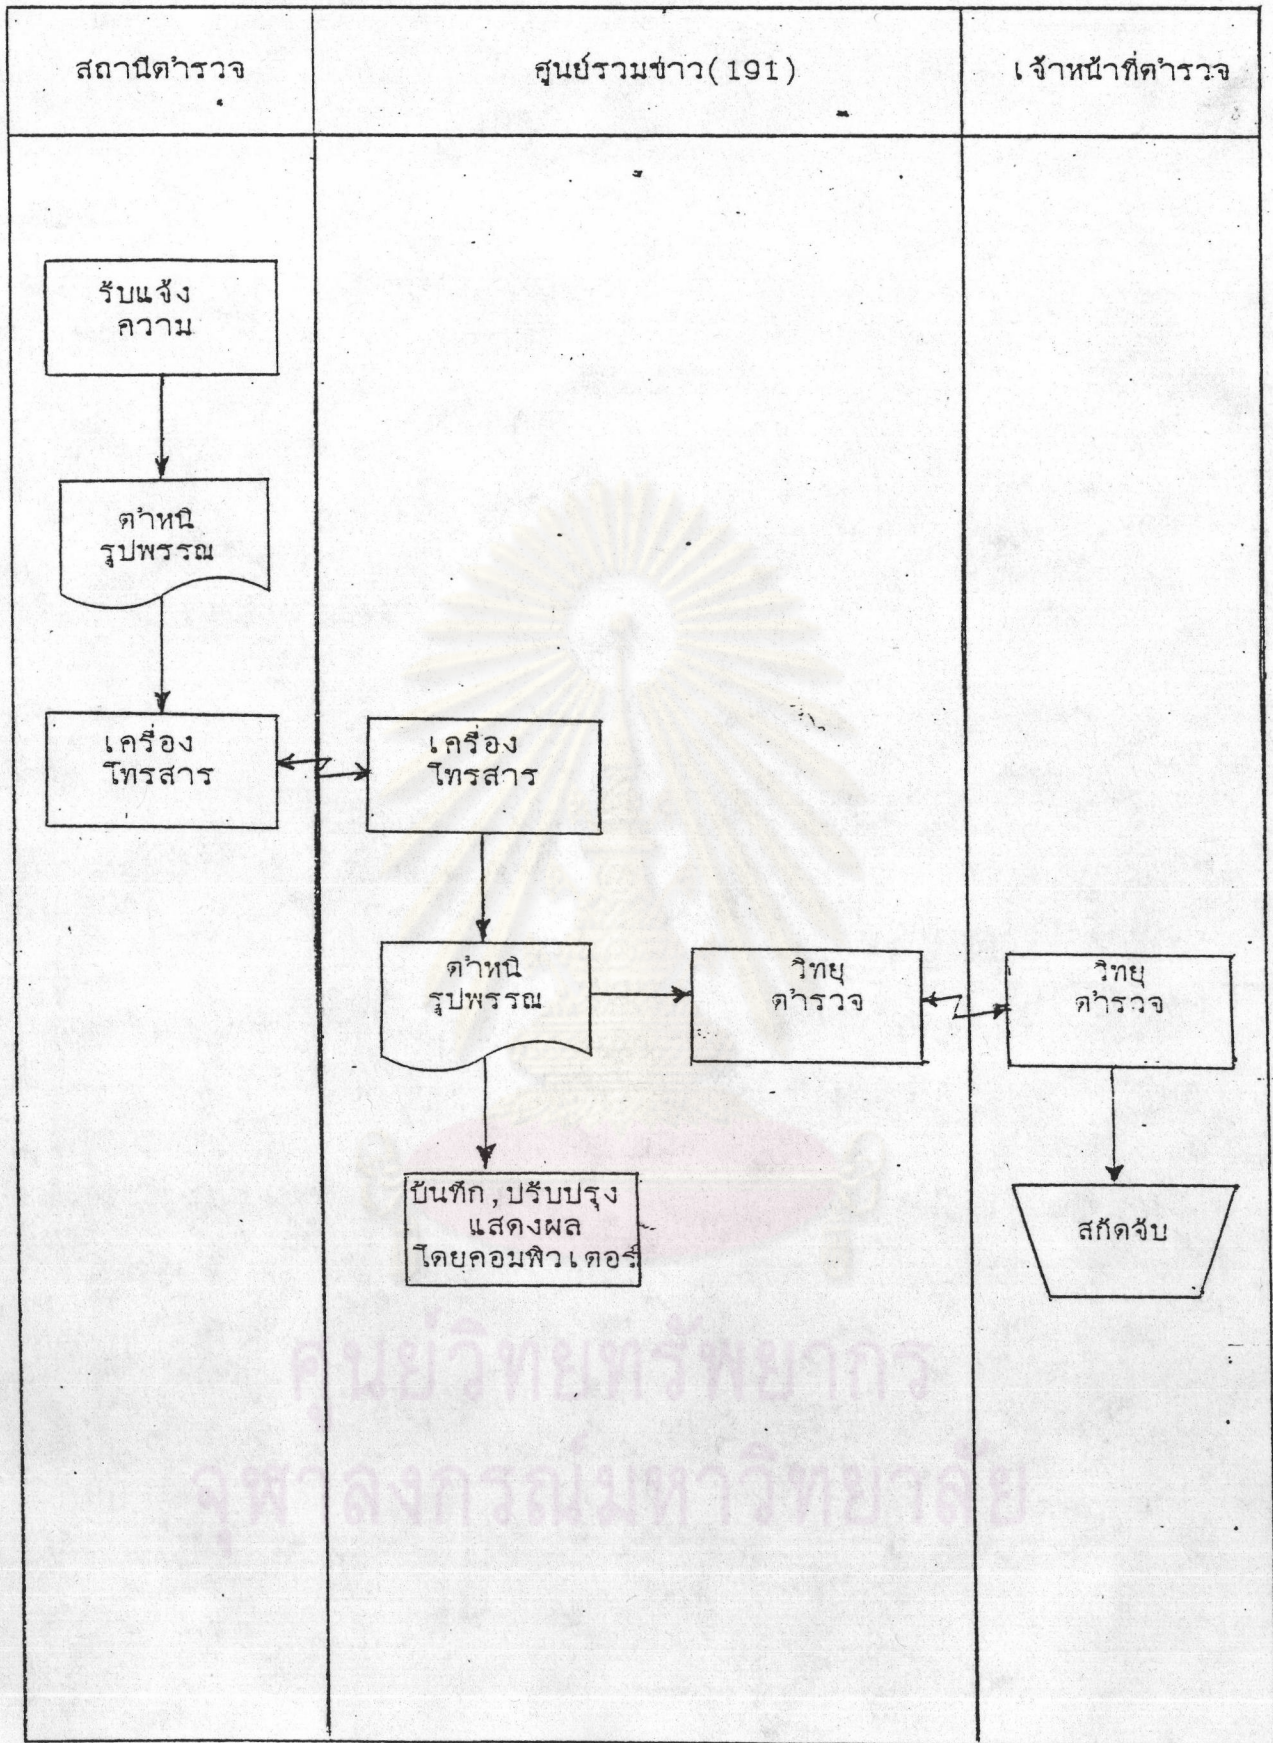 สถานีตำรวจ
ศูนย์รวมข่าว(191)
เจ้าหน้าที่ตำรวจ
รับแจ้ง
ความ
ตำหนิ
รูปพรรณ
เครื่อง
โทรสาร
เครื่อง
โทรสาร
ตำหนิ
รูปพรรณ
วิทยุ
ตำรวจ
วิทยุ
ตำรวจ
บันทึก,ปรับปรุง
แสดงผล
โดยคอมพิวเตอร์
สกัดจับ
ศูนย์วิทยทรัพยากร
จุฬาลงกรณ์มหาวิทยาลัย